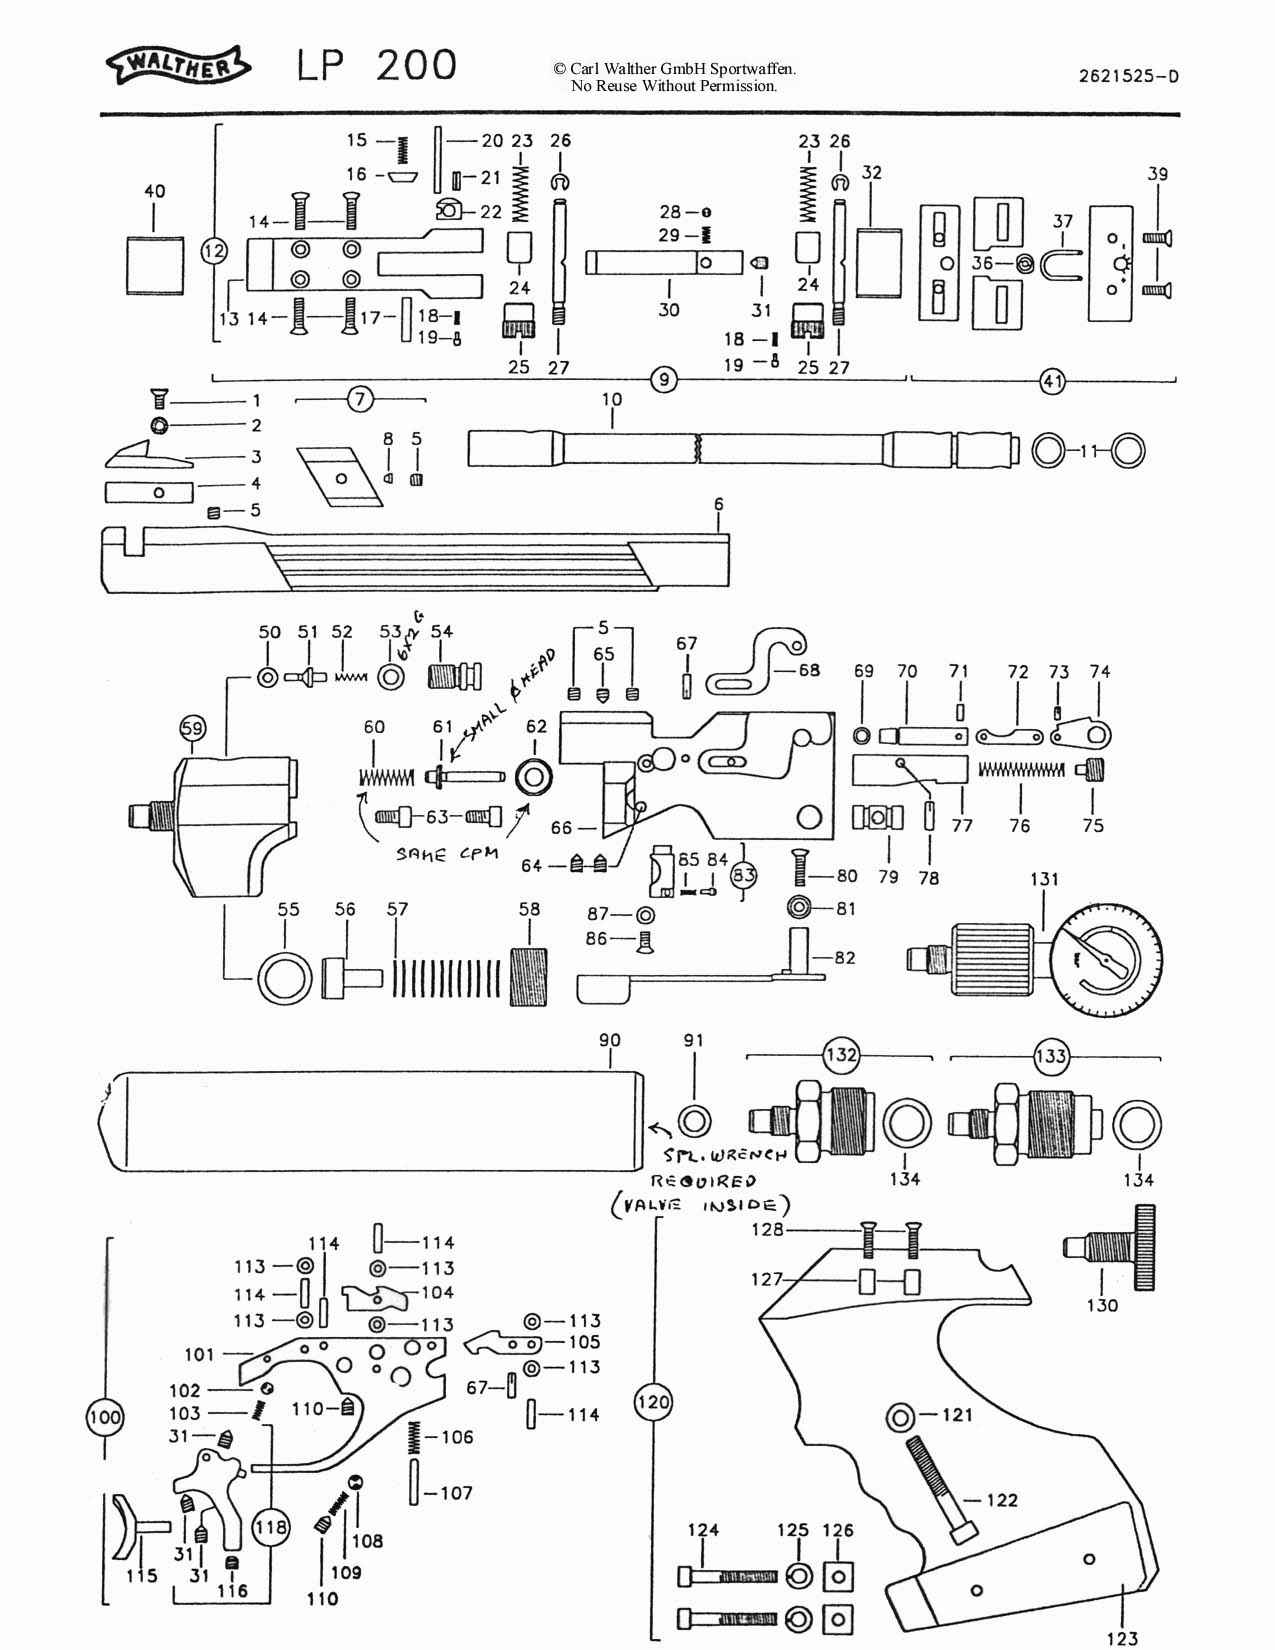 WALTHER LP 200
© Carl Walther GmbH Sportwaffen.
No Reuse Without Permission.
2621525-D
15 20 23 26 23 26
16 21 32 39
40 14 22 28 37
12 29 36
24 30 31 24
13 14 17 18 19 18
25 27 19 25 27
9 41
1 7 10
2 8 5
3 11
4
5 6
50 51 52 53 54 5 67
6x2 G
65 68 69 70 71 72 73 74
SMALL ϕ HEAD
59 60 61 62
63 66 77 76 75
SAME CPM
64 85 84 83 80 79 78 131
55 56 57 58 87 81
86 82
90 91 132 133
SPL. WRENCH
REQUIRED
(VALVE INSIDE)
134 134
120 128
114 114
113 113
114 104 127 130
113 113 113
101 105
102 113
103 110 67
100 31 114 121
106
107 122
118 108 124 125 126
31
115 31 116 109
110
123